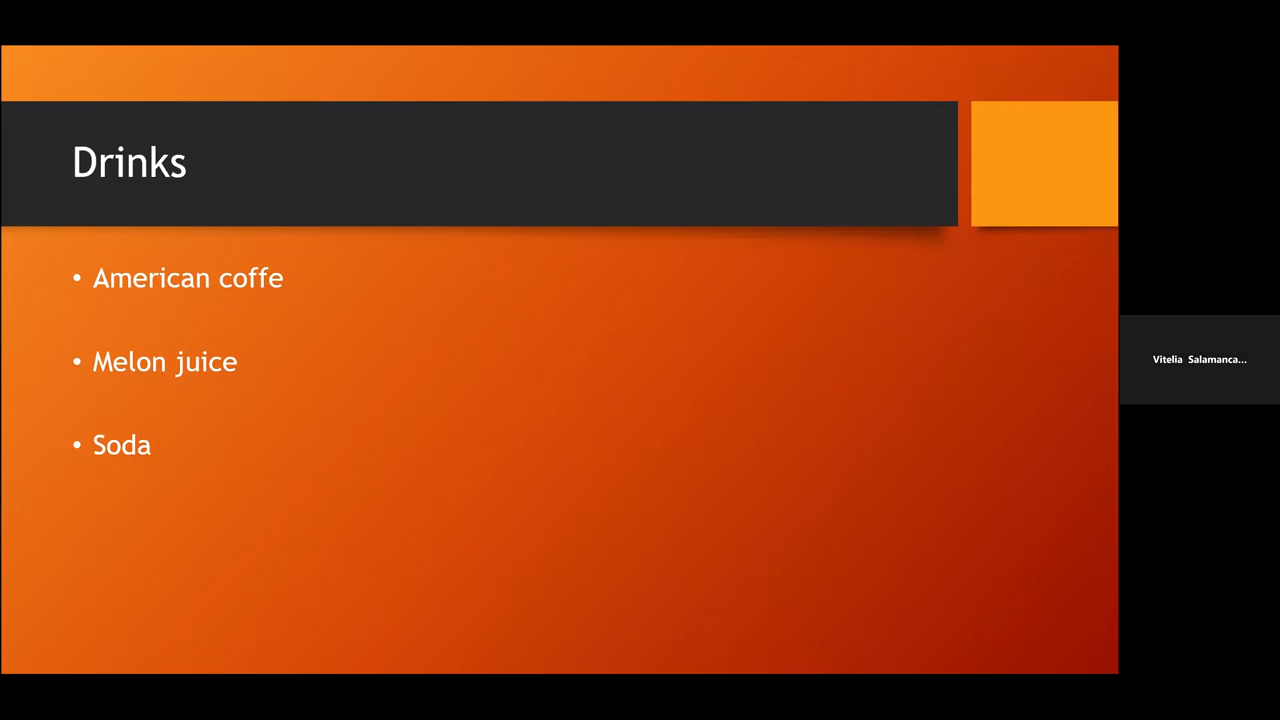 Drinks
• American coffe
• Melon juice
• Soda
Vitelia Salamanca...